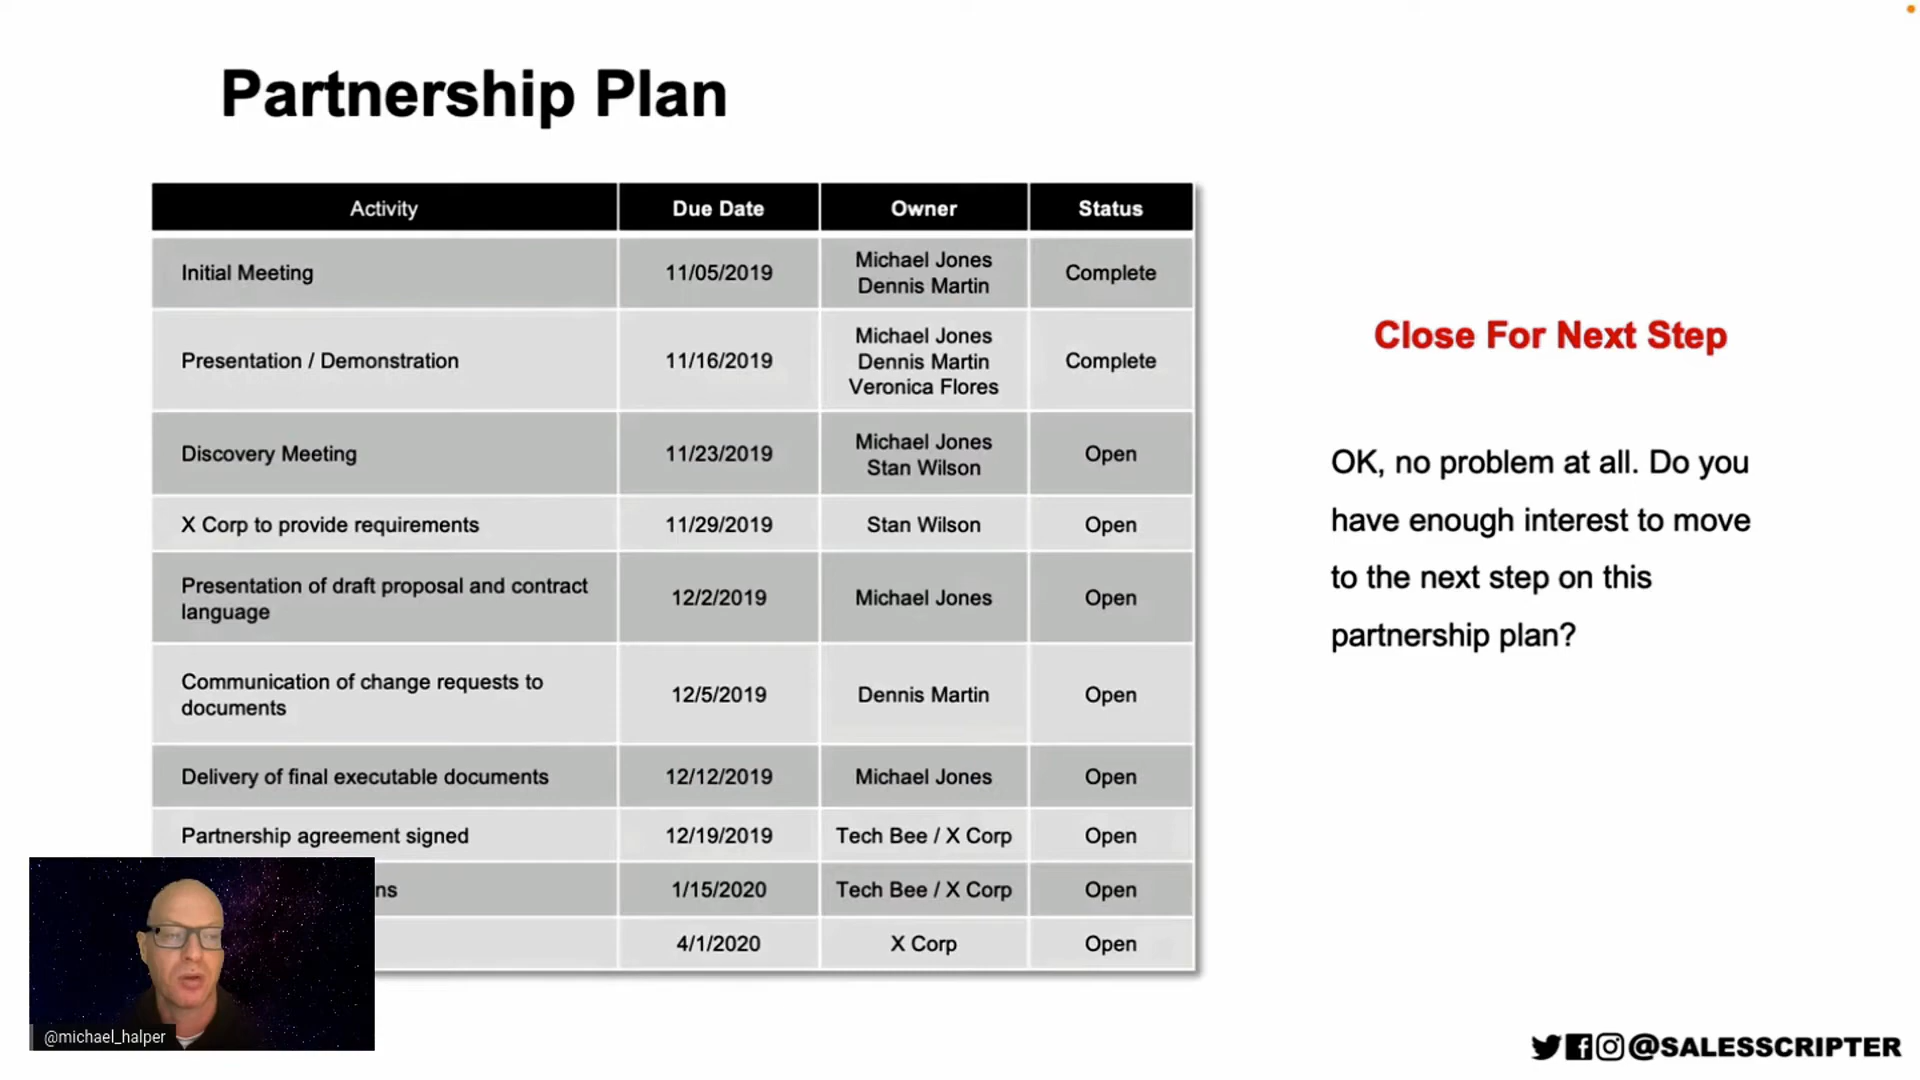 Partnership Plan
Activity Due Date Owner Status
Initial Meeting 11/05/2019 Michael Jones Dennis Martin Complete
Presentation / Demonstration 11/16/2019 Michael Jones Dennis Martin Veronica Flores Complete
Discovery Meeting 11/23/2019 Michael Jones Stan Wilson Open
X Corp to provide requirements 11/29/2019 Stan Wilson Open
Presentation of draft proposal and contract language 12/2/2019 Michael Jones Open
Communication of change requests to documents 12/5/2019 Dennis Martin Open
Delivery of final executable documents 12/12/2019 Michael Jones Open
Partnership agreement signed 12/19/2019 Tech Bee / X Corp Open
ns 1/15/2020 Tech Bee / X Corp Open
4/1/2020 X Corp Open
Close For Next Step
OK, no problem at all. Do you
have enough interest to move
to the next step on this
partnership plan?
@michael_halper
@SALESSCRIPTER